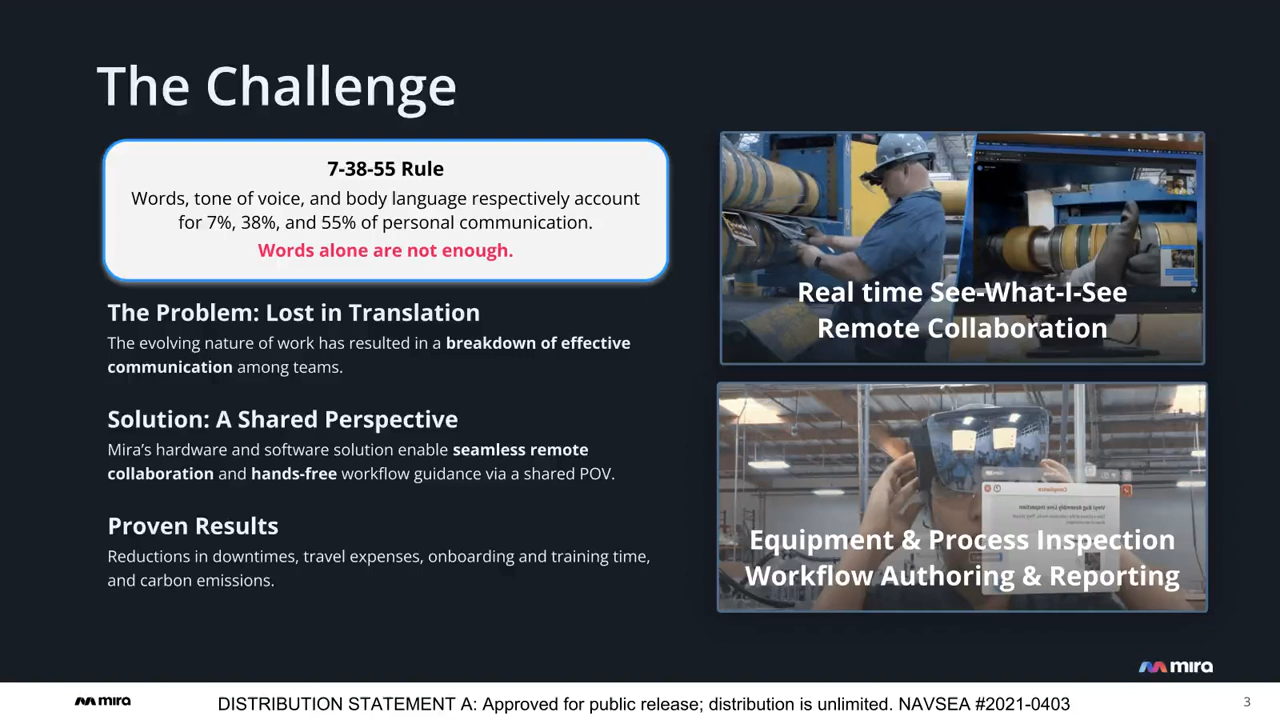 The Challenge
7-38-55 Rule
Words, tone of voice, and body language respectively account
for 7%, 38%, and 55% of personal communication.
Words alone are not enough.
The Problem: Lost in Translation
The evolving nature of work has resulted in a breakdown of effective
communication among teams.
Solution: A Shared Perspective
Mira’s hardware and software solution enable seamless remote
collaboration and hands-free workflow guidance via a shared POV.
Proven Results
Reductions in downtimes, travel expenses, onboarding and training time,
and carbon emissions.
Real time See-What-I-See
Remote Collaboration
Compliance
Equipment & Process Inspection
Workflow Authoring & Reporting
mira
mira
DISTRIBUTION STATEMENT A: Approved for public release; distribution is unlimited. NAVSEA #2021-0403
3